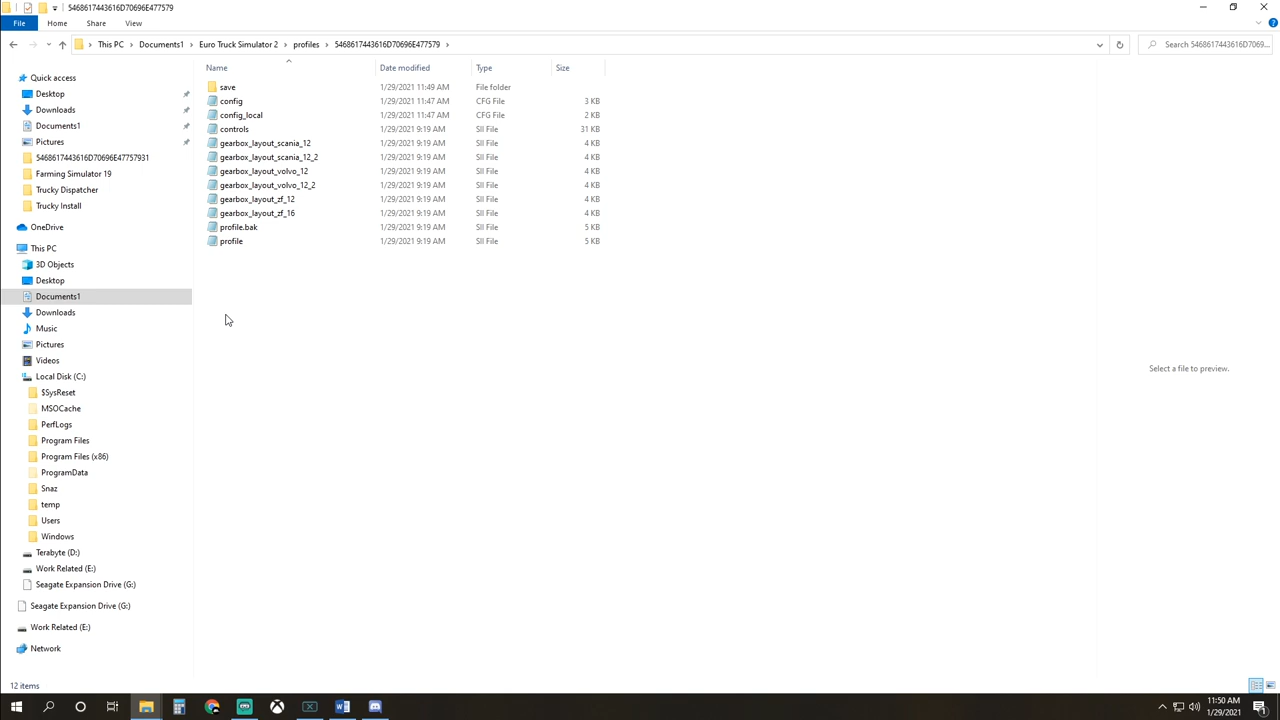 5468617443616D70696E477579
File Home Share View
This PC Documents1 Euro Truck Simulator 2 profiles 5468617443616D70696E477579 Search 5468617443616D7069...
Name Date modified Type Size
Quick access
Desktop
Downloads
Documents1
Pictures
5468617443616D70696E47757931
Farming Simulator 19
Trucky Dispatcher
Trucky Install
OneDrive
This PC
3D Objects
Desktop
Documents1
Downloads
Music
Pictures
Videos
Local Disk (C:)
$SysReset
MSOCache
PerfLogs
Program Files
Program Files (x86)
ProgramData
Snaz
temp
Users
Windows
Terabyte (D:)
Work Related (E:)
Seagate Expansion Drive (G:)
Seagate Expansion Drive (G:)
Work Related (E:)
Network
save 1/29/2021 11:49 AM File folder
config 1/29/2021 11:47 AM CFG File 3 KB
config_local 1/29/2021 11:47 AM CFG File 2 KB
controls 1/29/2021 9:19 AM SII File 31 KB
gearbox_layout_scania_12 1/29/2021 9:19 AM SII File 4 KB
gearbox_layout_scania_12_2 1/29/2021 9:19 AM SII File 4 KB
gearbox_layout_volvo_12 1/29/2021 9:19 AM SII File 4 KB
gearbox_layout_volvo_12_2 1/29/2021 9:19 AM SII File 4 KB
gearbox_layout_zf_12 1/29/2021 9:19 AM SII File 4 KB
gearbox_layout_zf_16 1/29/2021 9:19 AM SII File 4 KB
profile.bak 1/29/2021 9:19 AM SII File 5 KB
profile 1/29/2021 9:19 AM SII File 5 KB
Select a file to preview.
12 items
11:50 AM
1/29/2021